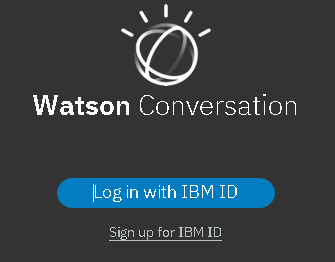 Watson Conversation
Log in with IBM ID
Sign up for IBM ID